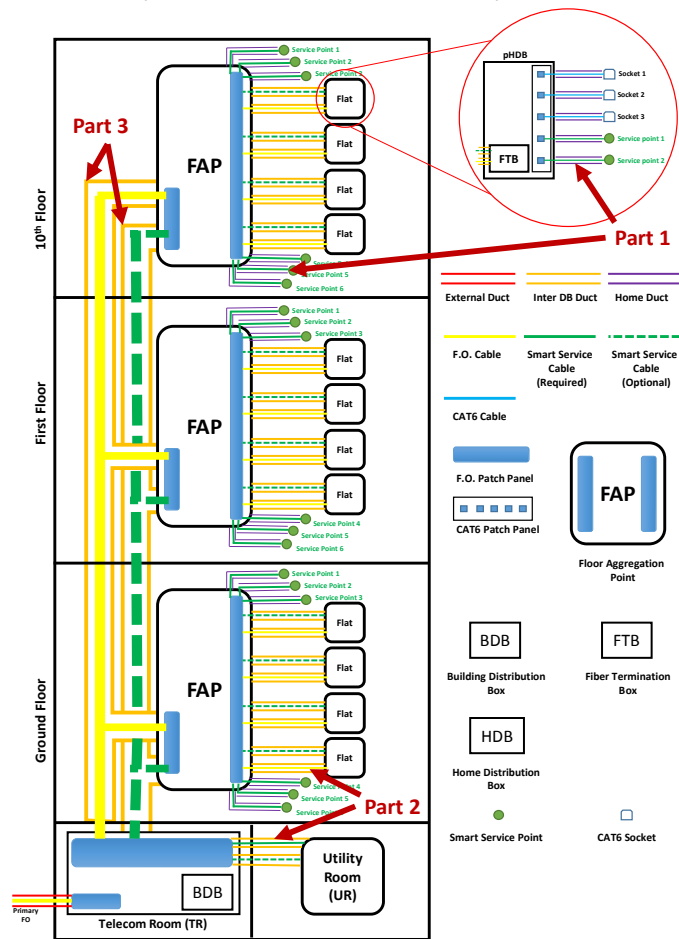 Service Point 1
Service Point 2
Service Point 3
Flat
Flat
Flat
Flat
FAP
10th Floor
Part 3
Service Point 5
Service Point 6
pHDB
Socket 1
Socket 2
Socket 3
Service point 1
Service point 2
FTB
Part 1
Service Point 1
Service Point 2
Service Point 3
Flat
Flat
Flat
Flat
FAP
First Floor
Service Point 4
Service Point 5
Service Point 6
Service Point 1
Service Point 2
Service Point 3
Flat
Flat
Flat
Flat
FAP
Ground Floor
Service Point 4
Service Point 5
Service Point
Part 2
BDB
Telecom Room (TR)
Primary
FO
Utility
Room
(UR)
External Duct
Inter DB Duct
Home Duct
F.O. Cable
Smart Service
Cable
(Required)
Smart Service
Cable
(Optional)
CAT6 Cable
F.O. Patch Panel
CAT6 Patch Panel
FAP
Floor Aggregation
Point
BDB
Building Distribution
Box
FTB
Fiber Termination
Box
HDB
Home Distribution
Box
Smart Service Point
CAT6 Socket